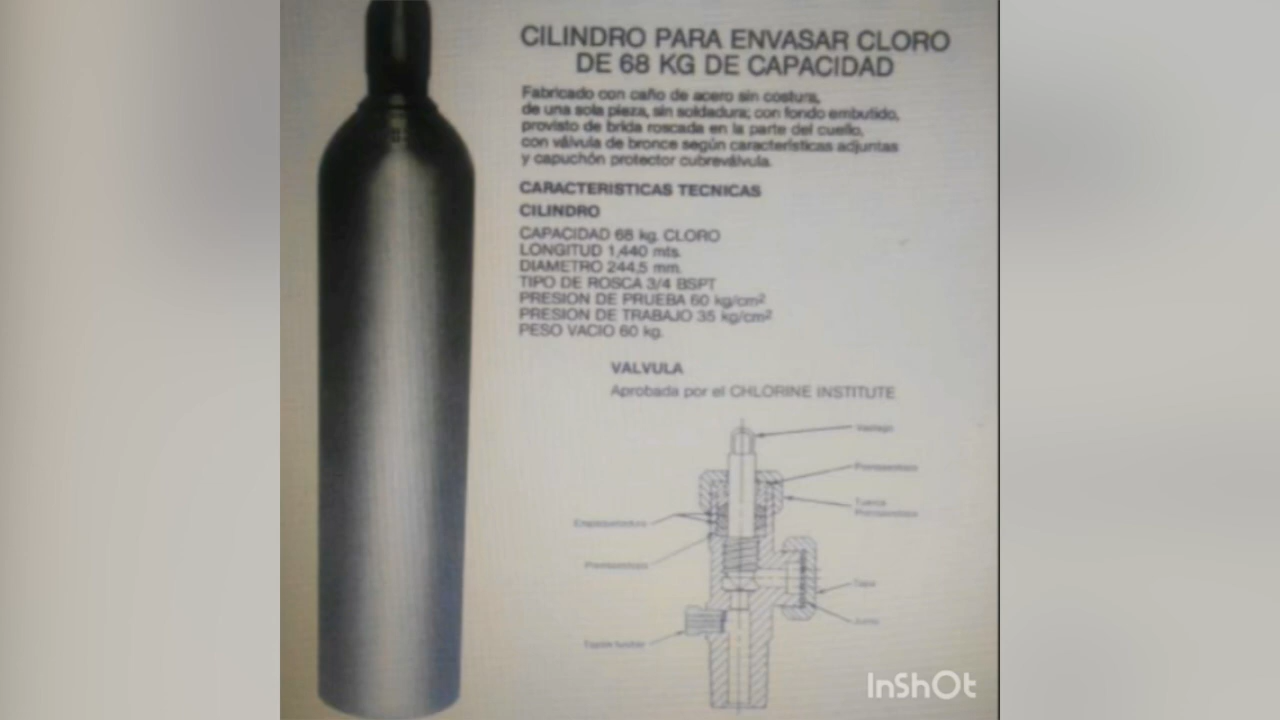 CILINDRO PARA ENVASAR CLORO
DE 68 KG DE CAPACIDAD
Fabricado con caño de acero sin costura,
de una sola pieza, sin soldadura; con fondo embutido,
provisto de brida roscada en la parte del cuello,
con válvula de bronce según características adjuntas
y capuchón protector cubreválvula.
CARACTERISTICAS TECNICAS
CILINDRO
CAPACIDAD 68 kg. CLORO
LONGITUD 1,440 mts.
DIAMETRO 244,5 mm.
TIPO DE ROSCA 3/4 BSPT
PRESION DE PRUEBA 60 kg/cm²
PRESION DE TRABAJO 35 kg/cm²
PESO VACIO 60 kg.
VALVULA
Aprobada por el CHLORINE INSTITUTE
Vástago
Prensaestopa
Tuerca
Prensaestopa
Empaquetadura
Prensaestopa
Tapa
Junta
Tapón fusible
InShOt